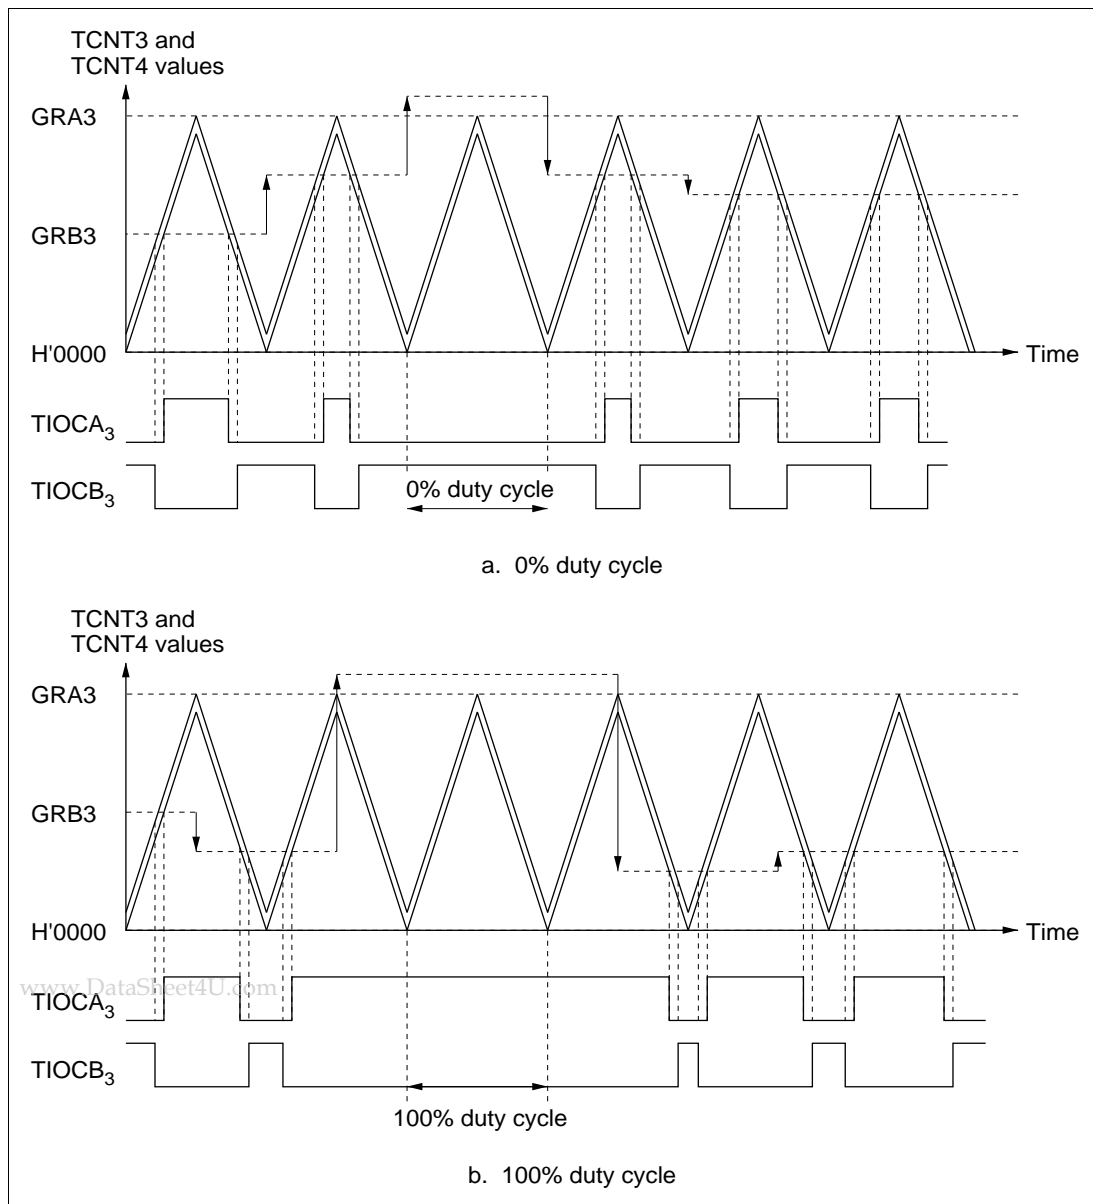 TCNT3 and
TCNT4 values
GRA3
GRB3
H'0000
Time
TIOCA3
TIOCB3
0% duty cycle
a. 0% duty cycle
TCNT3 and
TCNT4 values
GRA3
GRB3
H'0000
Time
www.DataSheet4U.com
TIOCA3
TIOCB3
100% duty cycle
b. 100% duty cycle